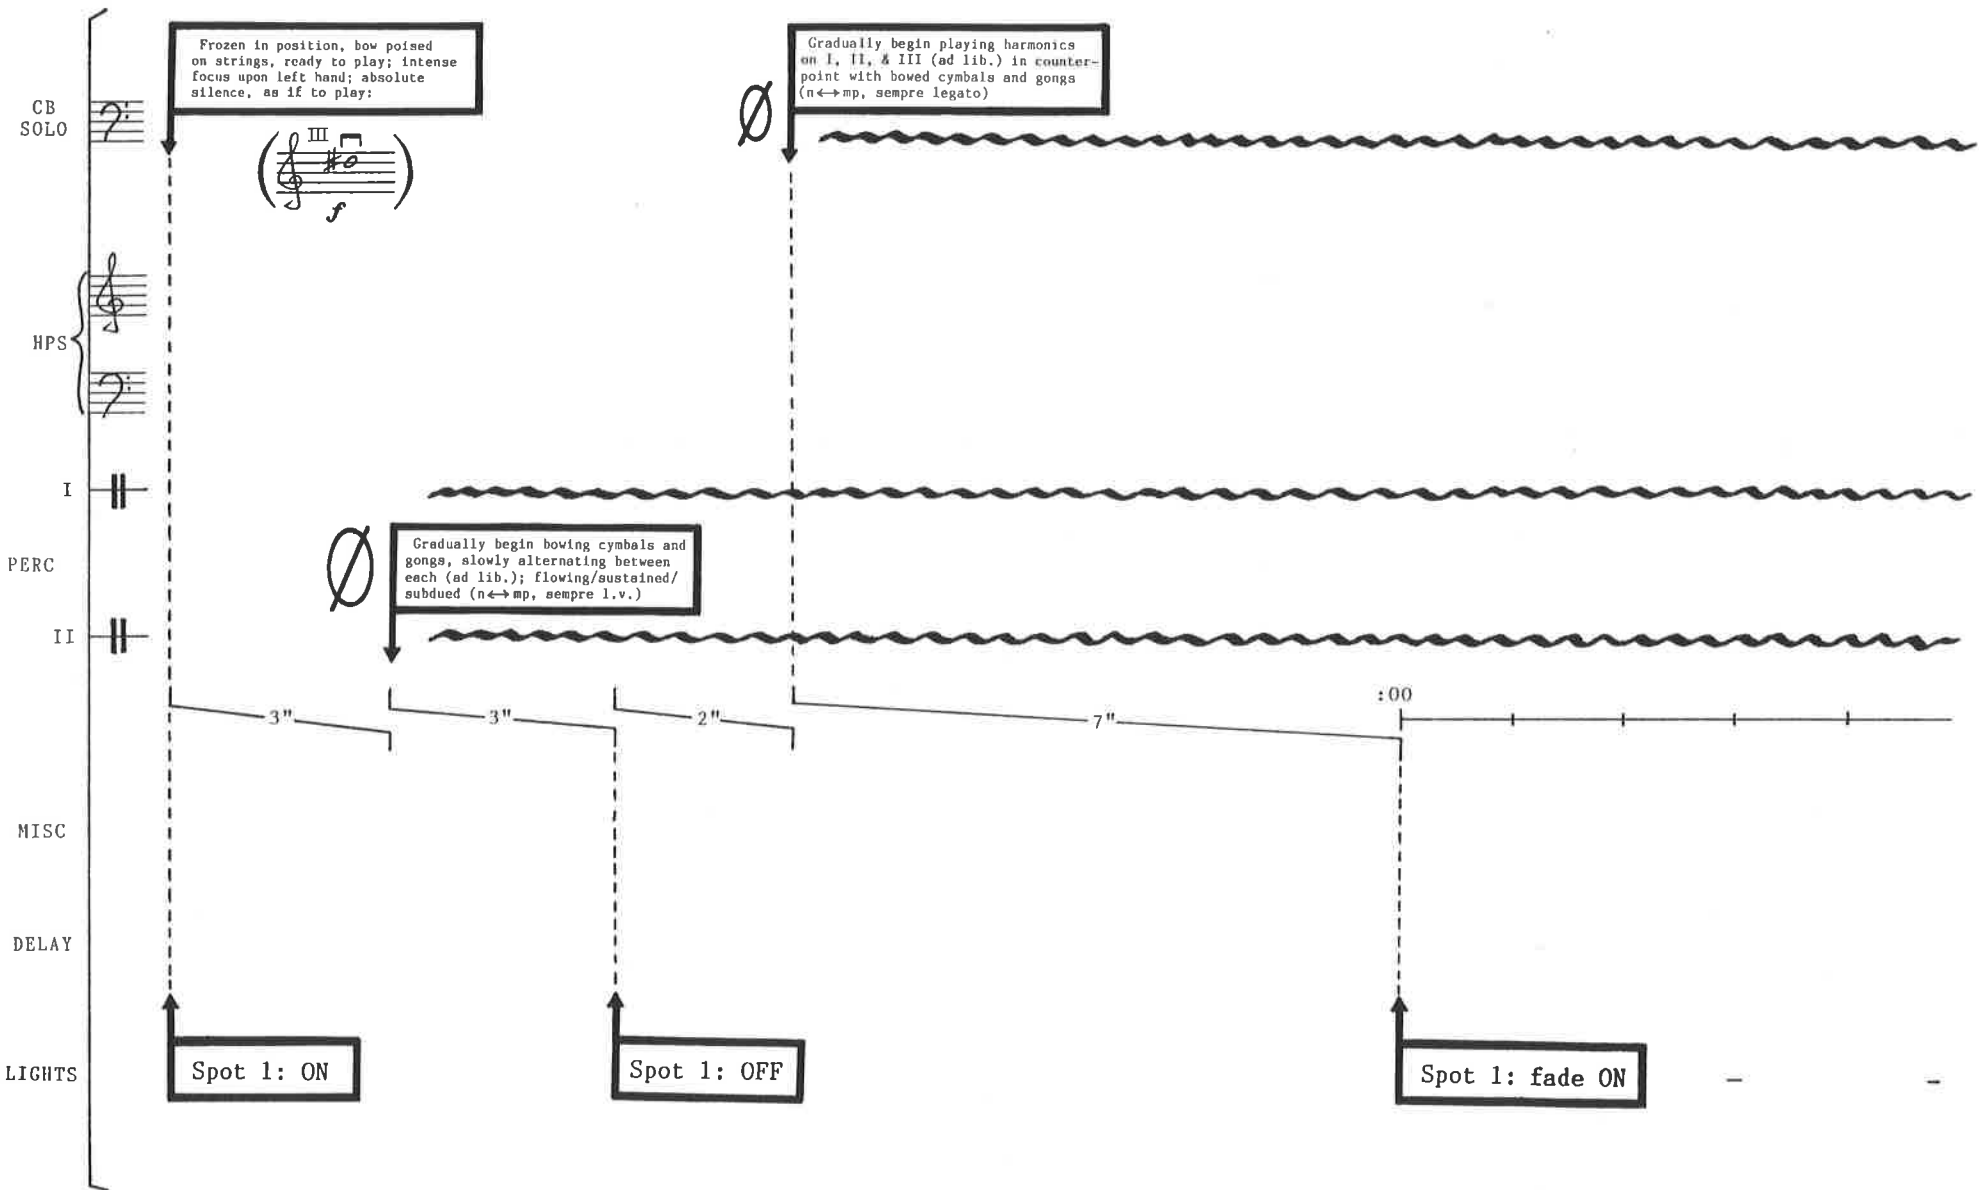 Frozen in position, bow poised
on strings, ready to play; intense
focus upon left hand; absolute
silence, as if to play:
Gradually begin playing harmonics
on I, II, & III (ad lib.) in counter-
point with bowed cymbals and gongs
(n↔mp, sempre legato)
CB
SOLO
Ø
III
f
HPS
I
Ø
Gradually begin bowing cymbals and
gongs, slowly alternating between
each (ad lib.); flowing/sustained/
subdued (n↔mp, sempre l.v.)
PERC
II
3"
3"
2"
7"
:00
MISC
DELAY
LIGHTS
Spot 1: ON
Spot 1: OFF
Spot 1: fade ON